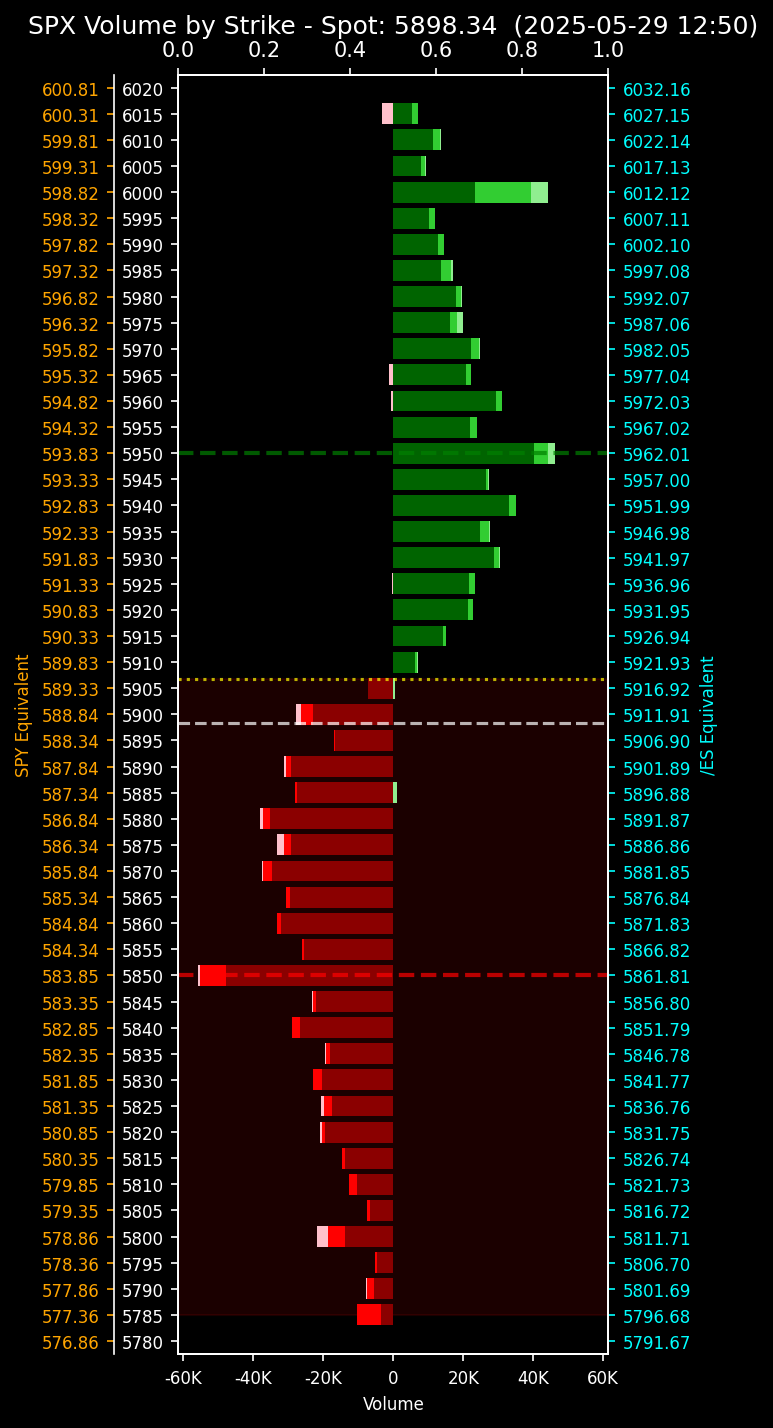 SPX Volume by Strike - Spot: 5898.34 (2025-05-29 12:50)
0.0 0.2 0.4 0.6 0.8 1.0
600.81 6020 6032.16
600.31 6015 6027.15
599.81 6010 6022.14
599.31 6005 6017.13
598.82 6000 6012.12
598.32 5995 6007.11
597.82 5990 6002.10
597.32 5985 5997.08
596.82 5980 5992.07
596.32 5975 5987.06
595.82 5970 5982.05
595.32 5965 5977.04
594.82 5960 5972.03
594.32 5955 5967.02
593.83 5950 5962.01
593.33 5945 5957.00
592.83 5940 5951.99
592.33 5935 5946.98
591.83 5930 5941.97
591.33 5925 5936.96
590.83 5920 5931.95
590.33 5915 5926.94
589.83 5910 5921.93
589.33 5905 5916.92
588.84 5900 5911.91
588.34 5895 5906.90
587.84 5890 5901.89
587.34 5885 5896.88
586.84 5880 5891.87
586.34 5875 5886.86
585.84 5870 5881.85
585.34 5865 5876.84
584.84 5860 5871.83
584.34 5855 5866.82
583.85 5850 5861.81
583.35 5845 5856.80
582.85 5840 5851.79
582.35 5835 5846.78
581.85 5830 5841.77
581.35 5825 5836.76
580.85 5820 5831.75
580.35 5815 5826.74
579.85 5810 5821.73
579.35 5805 5816.72
578.86 5800 5811.71
578.36 5795 5806.70
577.86 5790 5801.69
577.36 5785 5796.68
576.86 5780 5791.67
SPY Equivalent
/ES Equivalent
-60K -40K -20K 0 20K 40K 60K
Volume